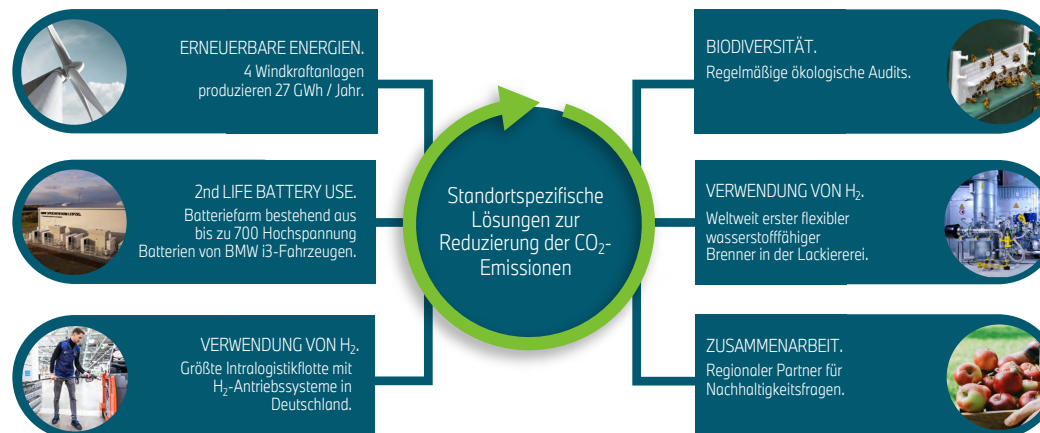 ERNEUERBARE ENERGIEN.
4 Windkraftanlagen
produzieren 27 GWh / Jahr.
2nd LIFE BATTERY USE.
Batteriefarm bestehend aus
bis zu 700 Hochspannung
Batterien von BMW i3-Fahrzeugen.
VERWENDUNG VON H₂.
Größte Intralogistikflotte mit
H₂-Antriebssysteme in
Deutschland.
Standortspezifische
Lösungen zur
Reduzierung der CO₂-
Emissionen
BIODIVERSITÄT.
Regelmäßige ökologische Audits.
VERWENDUNG VON H₂.
Weltweit erster flexibler
wasserstofffähiger
Brenner in der Lackiererei.
ZUSAMMENARBEIT.
Regionaler Partner für
Nachhaltigkeitsfragen.